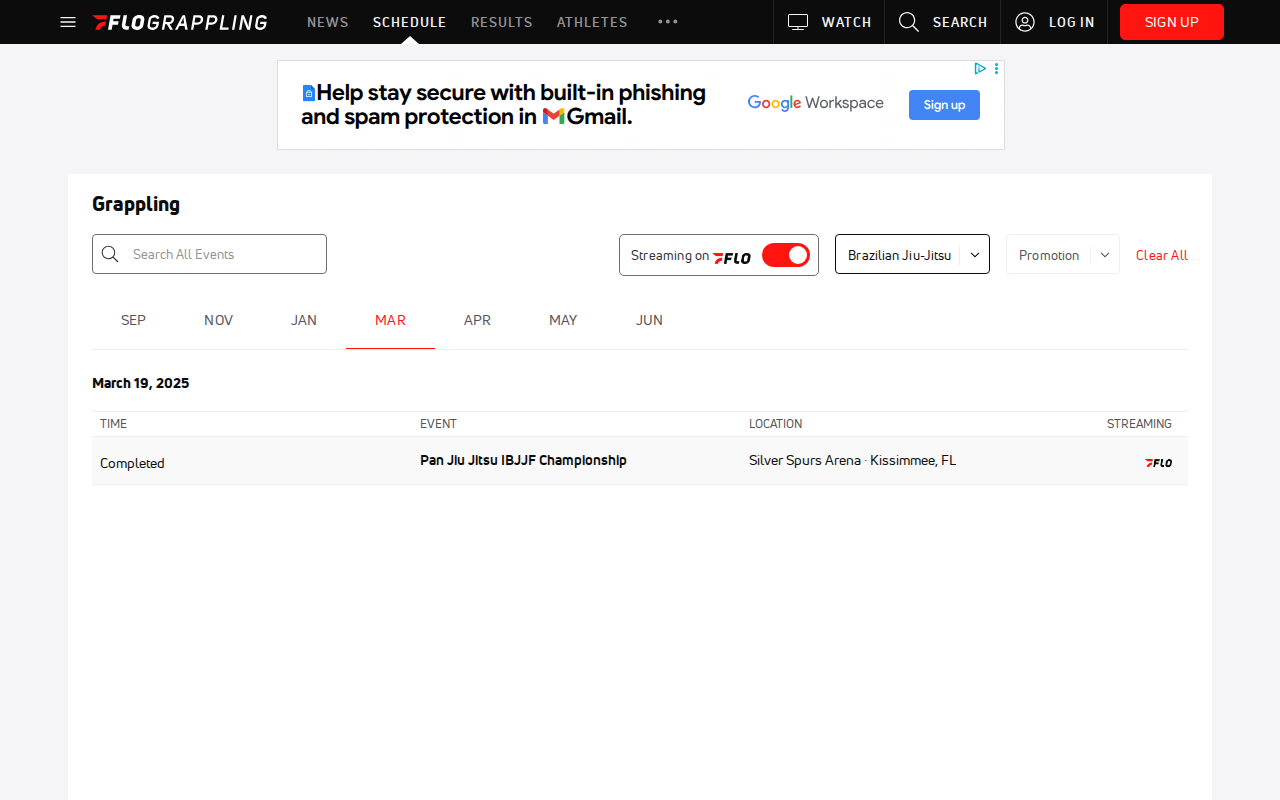 FLOGRAPPLING NEWS SCHEDULE RESULTS ATHLETES WATCH SEARCH LOG IN SIGN UP
Help stay secure with built-in phishing
and spam protection in Gmail.
Google Workspace
Sign up
Grappling
Search All Events
Streaming on FLO
Brazilian Jiu-Jitsu
Promotion
Clear All
SEP NOV JAN MAR APR MAY JUN
March 19, 2025
TIME EVENT LOCATION STREAMING
Completed Pan Jiu Jitsu IBJJF Championship Silver Spurs Arena · Kissimmee, FL FLO